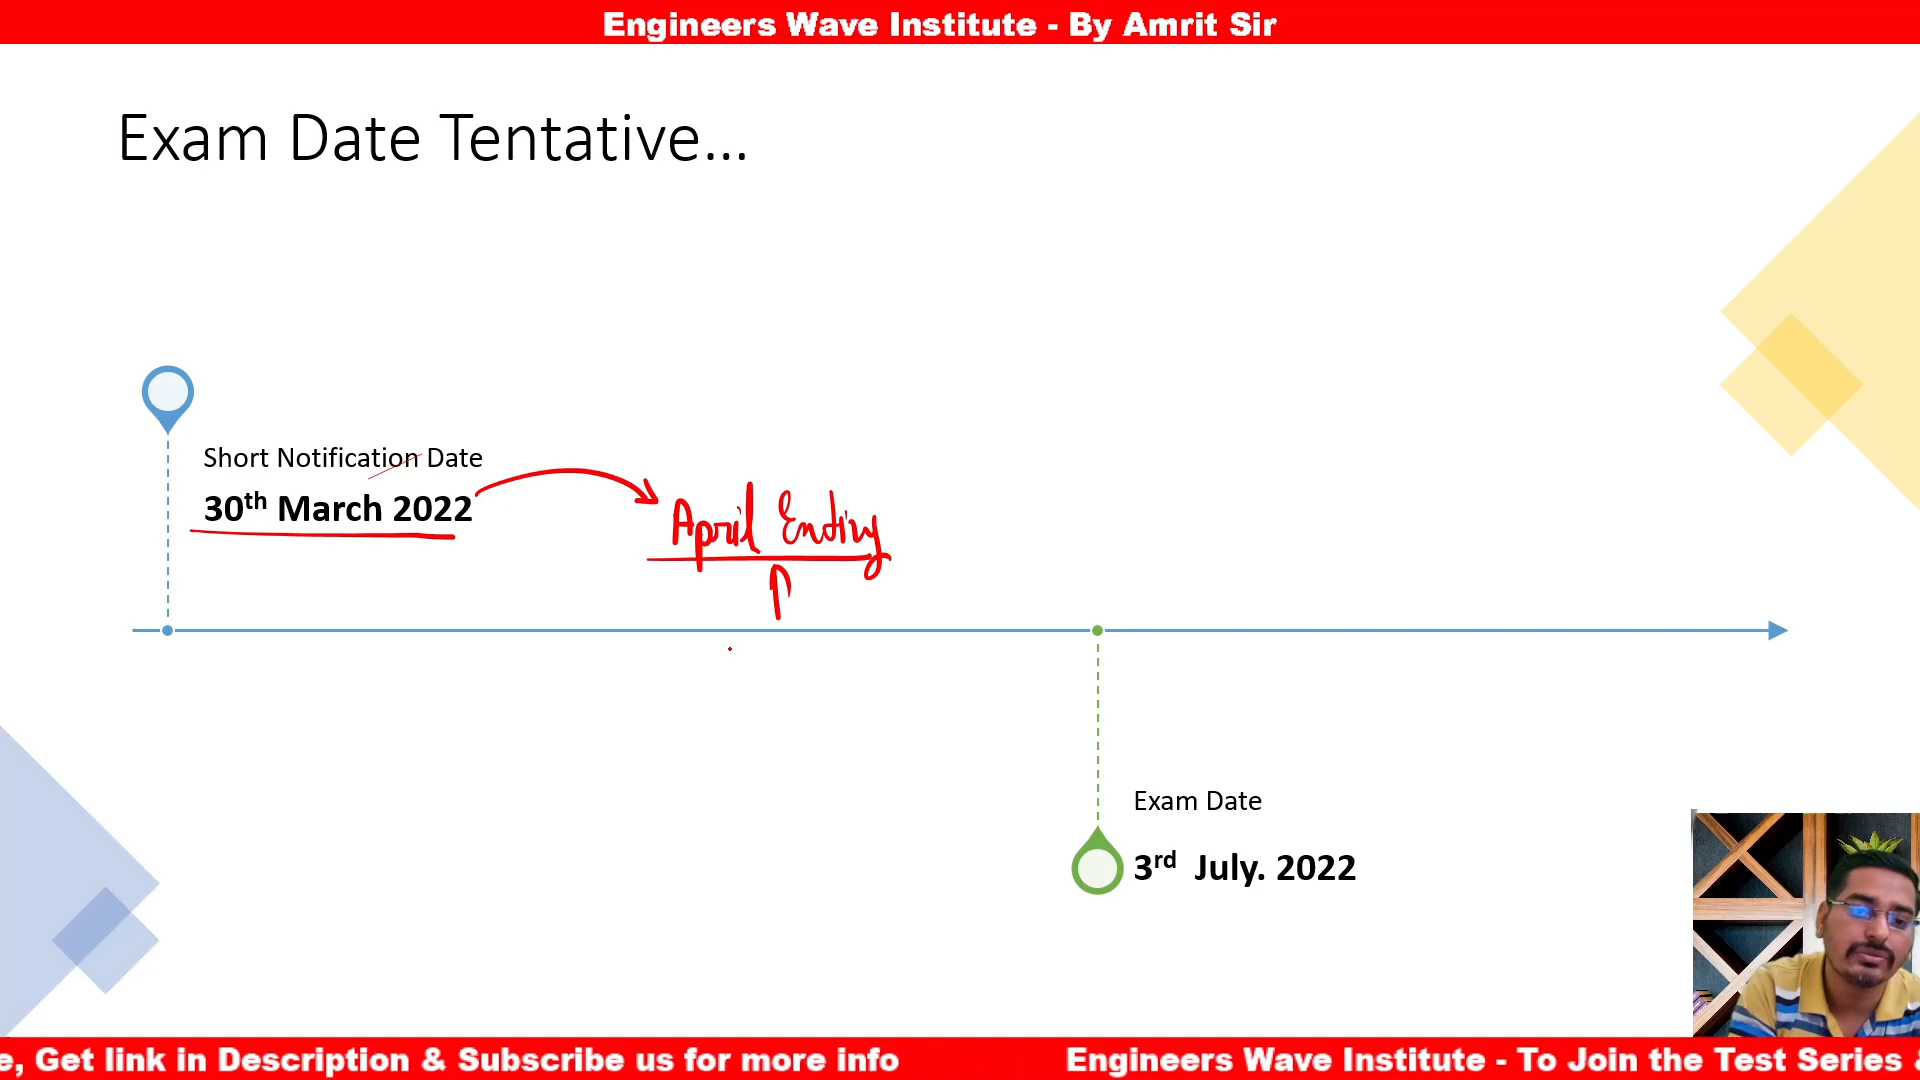 Engineers Wave Institute - By Amrit Sir
Exam Date Tentative...
Short Notification Date
30th March 2022
April Ending
Exam Date
3rd July. 2022
e, Get link in Description & Subscribe us for more info Engineers Wave Institute - To Join the Test Series &